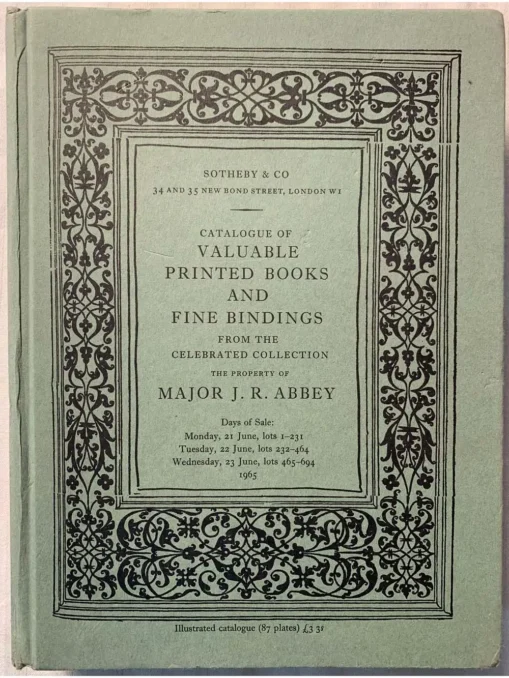 SOTHEBY & CO
34 AND 35 NEW BOND STREET, LONDON W1
CATALOGUE OF
VALUABLE
PRINTED BOOKS
AND
FINE BINDINGS
FROM THE
CELEBRATED COLLECTION
THE PROPERTY OF
MAJOR J. R. ABBEY
Days of Sale:
Monday, 21 June, lots 1–231
Tuesday, 22 June, lots 232–464
Wednesday, 23 June, lots 465–694
1965
Illustrated catalogue (87 plates) £3 3s